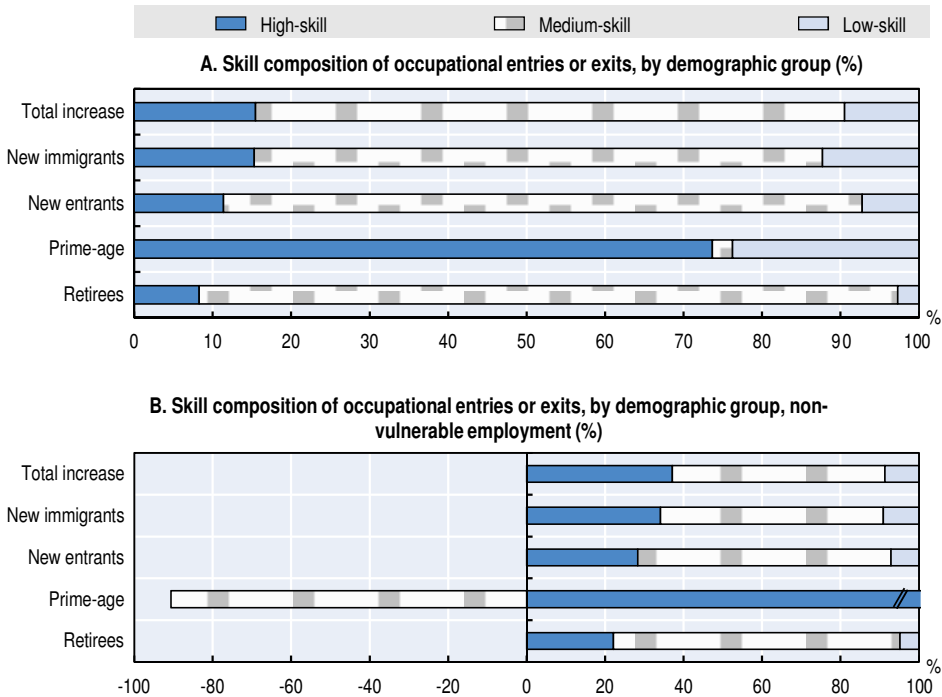 High-skill Medium-skill Low-skill
A. Skill composition of occupational entries or exits, by demographic group (%)
Total increase
New immigrants
New entrants
Prime-age
Retirees
%
0 10 20 30 40 50 60 70 80 90 100
B. Skill composition of occupational entries or exits, by demographic group, non-
vulnerable employment (%)
Total increase
New immigrants
New entrants
Prime-age
Retirees
%
-100 -80 -60 -40 -20 0 20 40 60 80 100